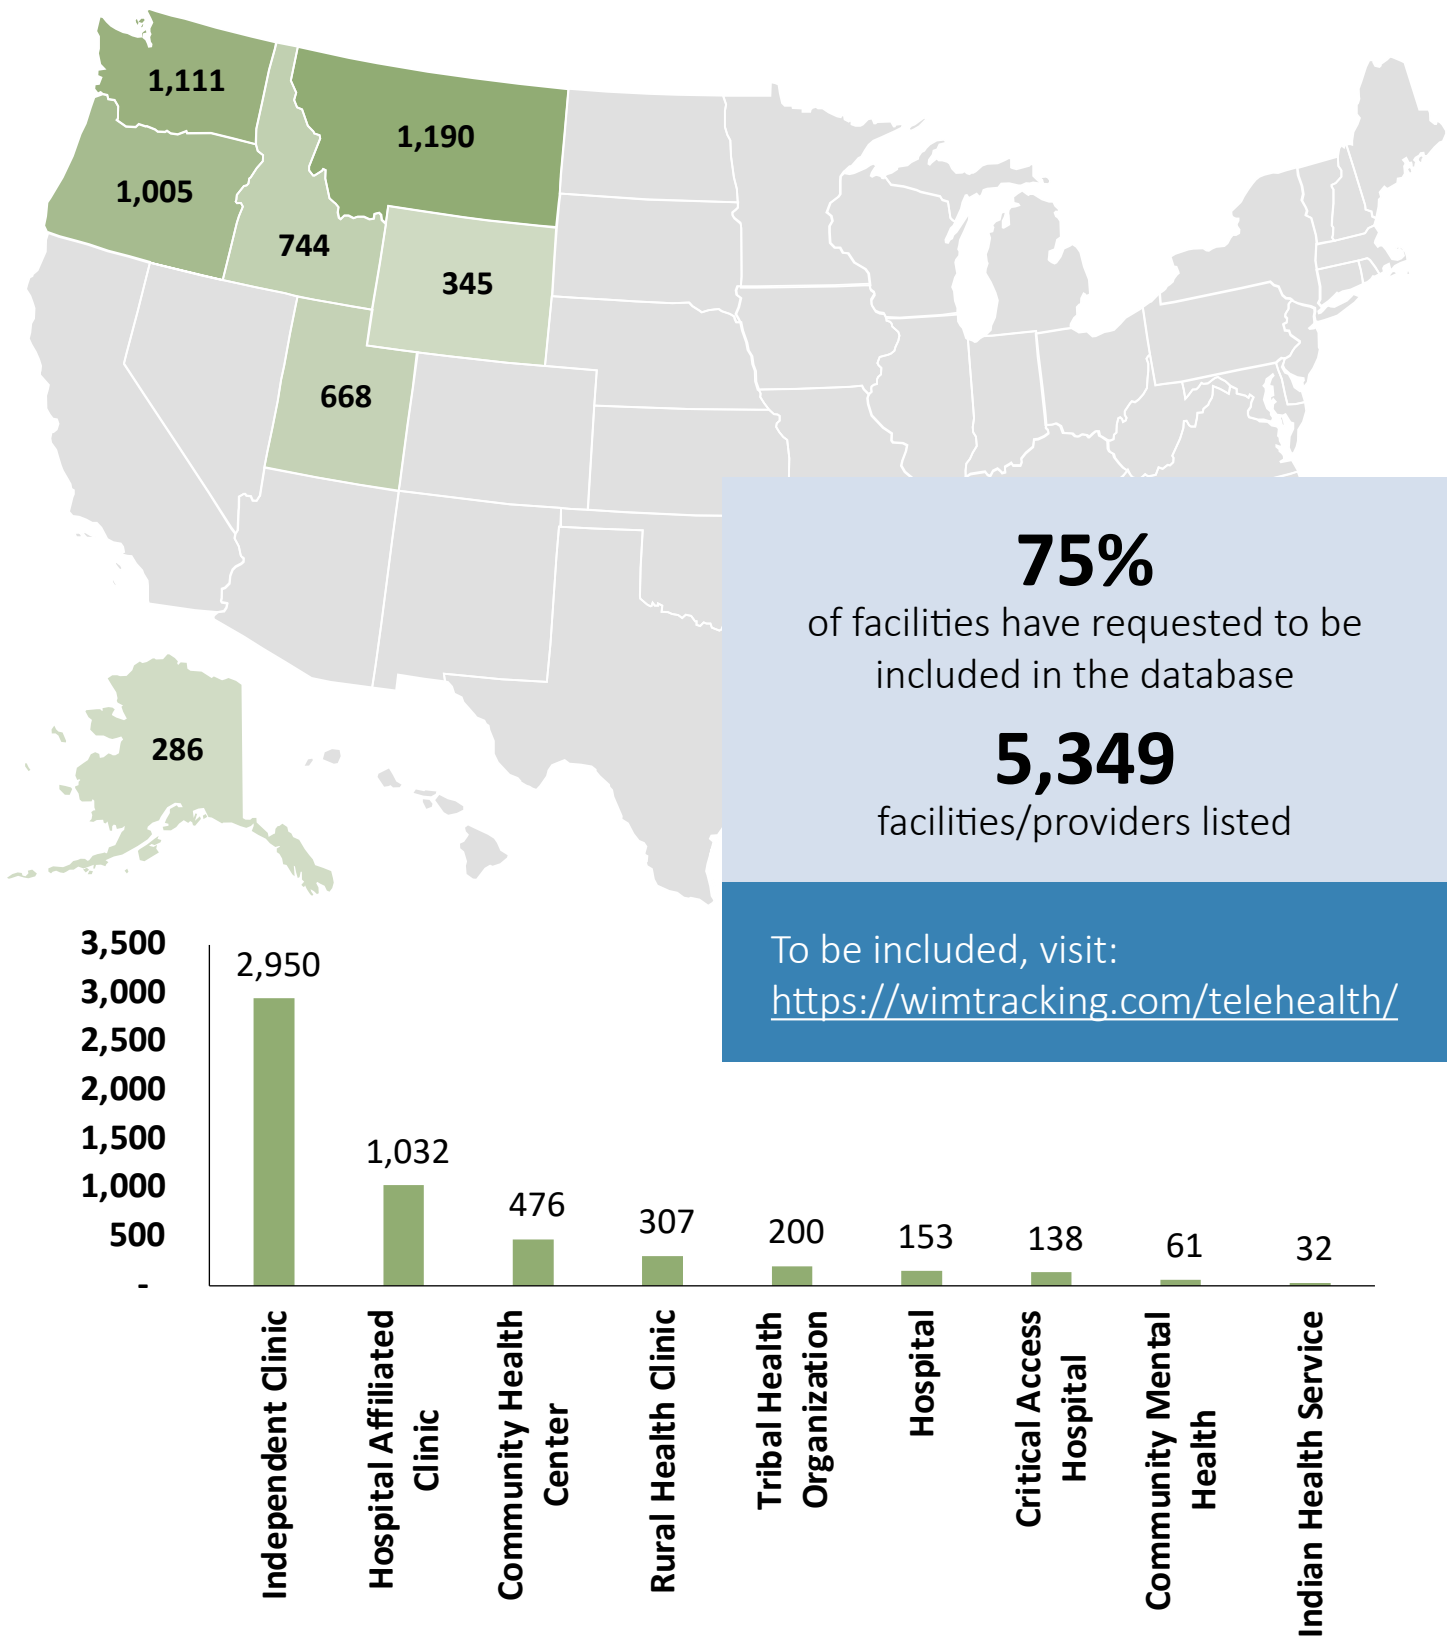 1,111
1,190
1,005
744
345
668
286
75%
of facilities have requested to be
included in the database
5,349
facilities/providers listed
To be included, visit:
https://wimtracking.com/telehealth/
3,500
3,000
2,500
2,000
1,500
1,000
500
-
2,950
1,032
476
307
200
153
138
61
32
Independent Clinic
Hospital Affiliated
Clinic
Community Health
Center
Rural Health Clinic
Tribal Health
Organization
Hospital
Critical Access
Hospital
Community Mental
Health
Indian Health Service